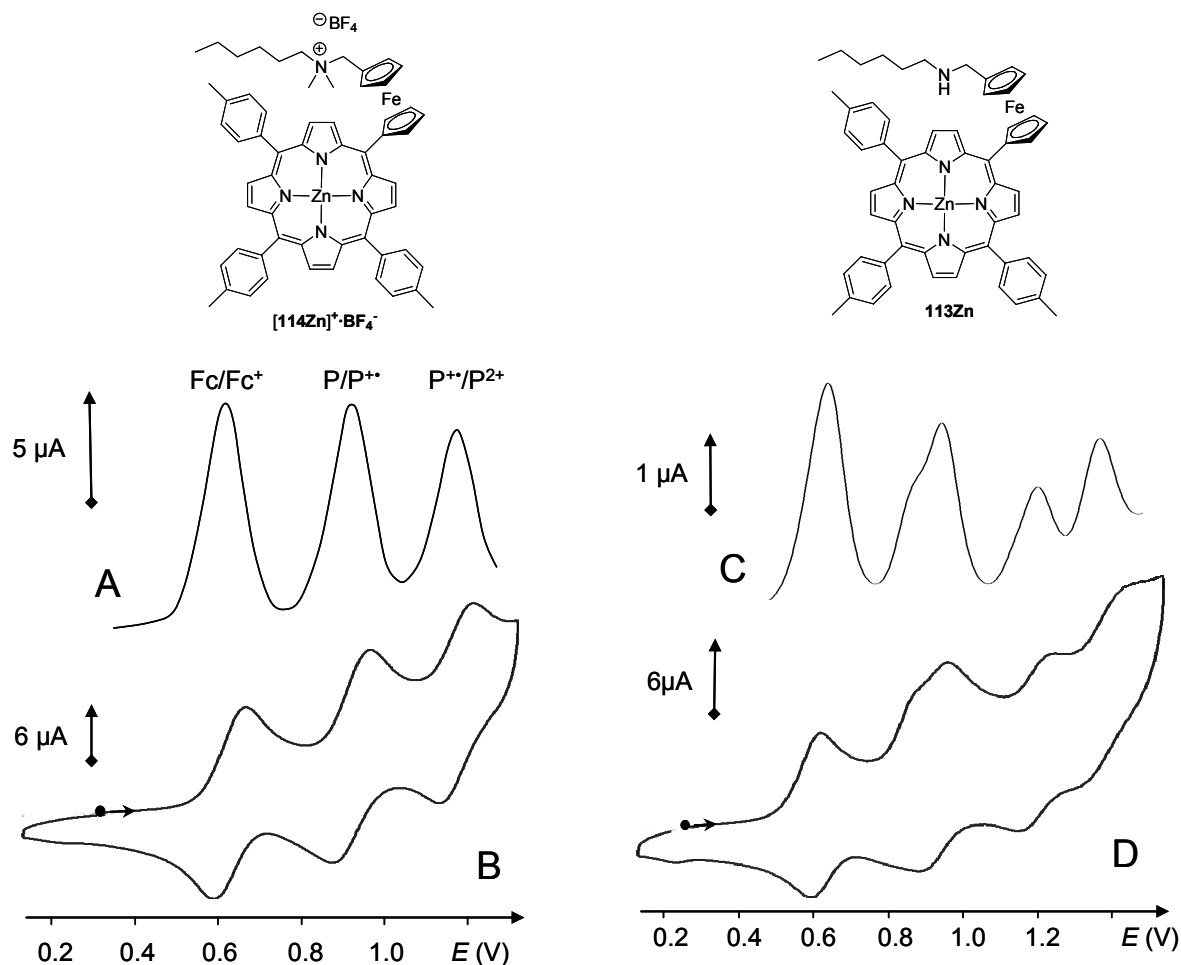 ⊖BF4
⊕
N
Fe
N
N Zn N
N
[114Zn]⁺·BF₄⁻
N
H
Fe
N
N Zn N
N
113Zn
Fc/Fc⁺ P/P⁺• P⁺•/P²⁺
5 µA
A
6 µA
B
0.2 0.4 0.6 0.8 1.0 E (V)
1 µA
C
6µA
D
0.2 0.4 0.6 0.8 1.0 1.2 E (V)